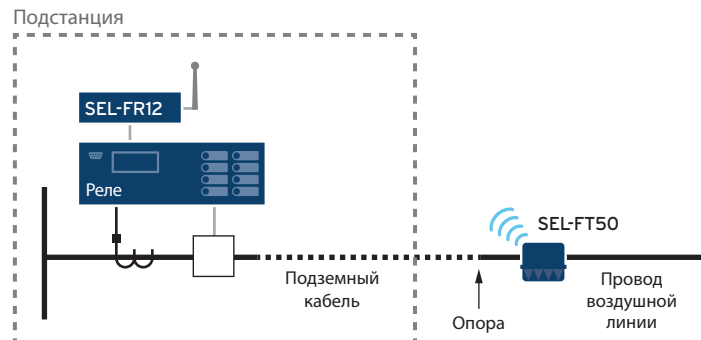 Подстанция
SEL-FR12
Реле
SEL-FT50
Подземный
кабель
Опора
Провод
воздушной
линии